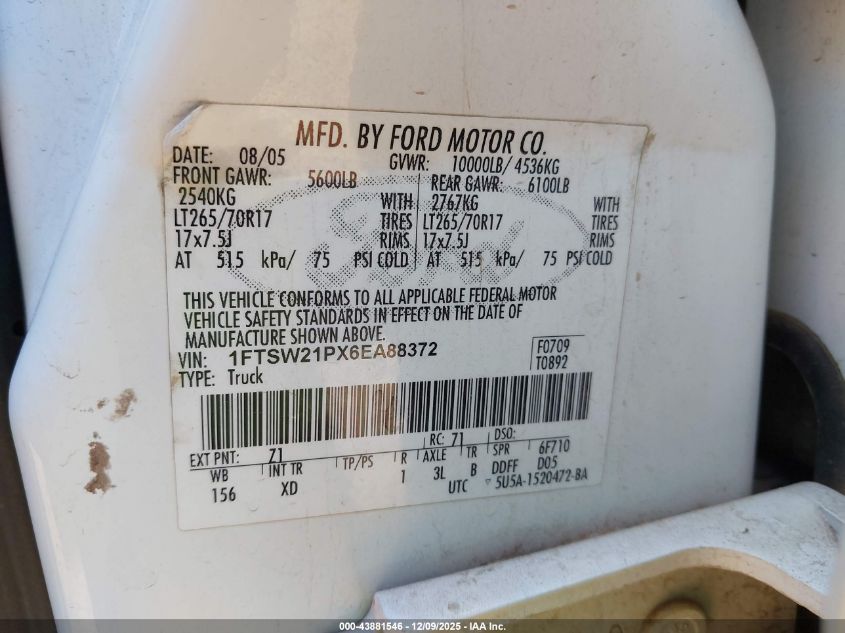 MFD. BY FORD MOTOR CO.
DATE: 08/05 GVWR: 10000LB/ 4536KG
FRONT GAWR: 5600LB REAR GAWR: 6100LB
2540KG WITH 2767KG WITH
LT265/70R17 TIRES LT265/70R17 TIRES
17x7.5J RIMS 17x7.5J RIMS
AT 515 kPa/ 75 PSI COLD AT 515 kPa/ 75 PSI COLD
THIS VEHICLE CONFORMS TO ALL APPLICABLE FEDERAL MOTOR
VEHICLE SAFETY STANDARDS IN EFFECT ON THE DATE OF
MANUFACTURE SHOWN ABOVE.
VIN: 1FTSW21PX6EA88372 F0709
TYPE: Truck T0892
EXT PNT: Z1 RC: 71 DSO:
WB INT TR TP/PS R AXLE TR SPR 6F710
156 XD 1 3L B DDFF D05
UTC ▽ 5U5A-1520472-BA
Ford
000-43881546 - 12/09/2025 - IAA Inc.